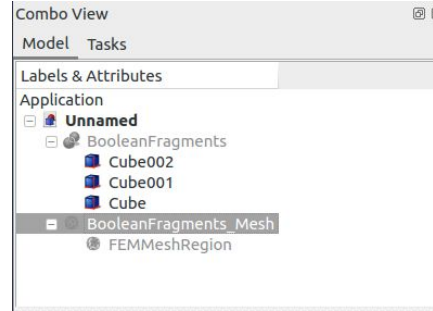 Combo View
Model Tasks
Labels & Attributes
Application
Unnamed
BooleanFragments
Cube002
Cube001
Cube
BooleanFragments_Mesh
FEMMeshRegion